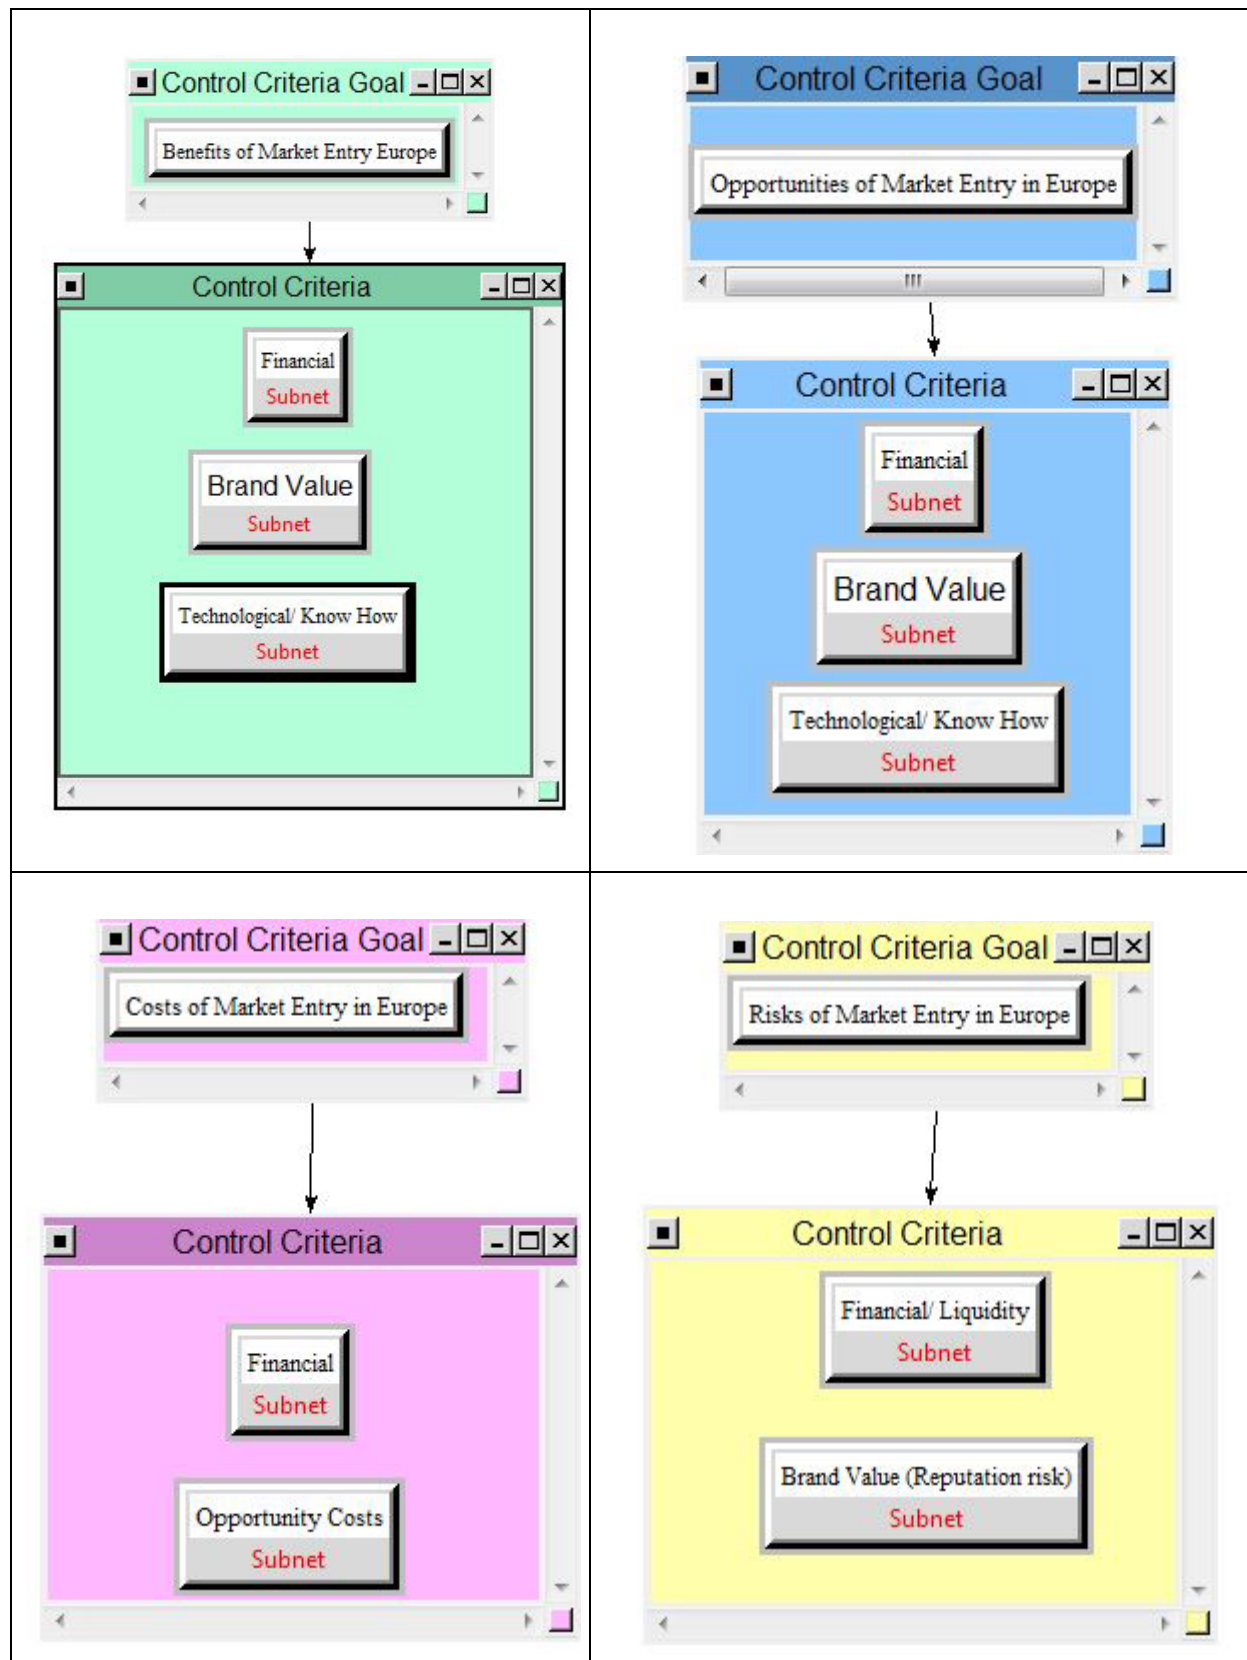 Control Criteria Goal
Benefits of Market Entry Europe
Control Criteria
Financial
Subnet
Brand Value
Subnet
Technological/ Know How
Subnet
Control Criteria Goal
Opportunities of Market Entry in Europe
Control Criteria
Financial
Subnet
Brand Value
Subnet
Technological/ Know How
Subnet
Control Criteria Goal
Costs of Market Entry in Europe
Control Criteria
Financial
Subnet
Opportunity Costs
Subnet
Control Criteria Goal
Risks of Market Entry in Europe
Control Criteria
Financial/ Liquidity
Subnet
Brand Value (Reputation risk)
Subnet